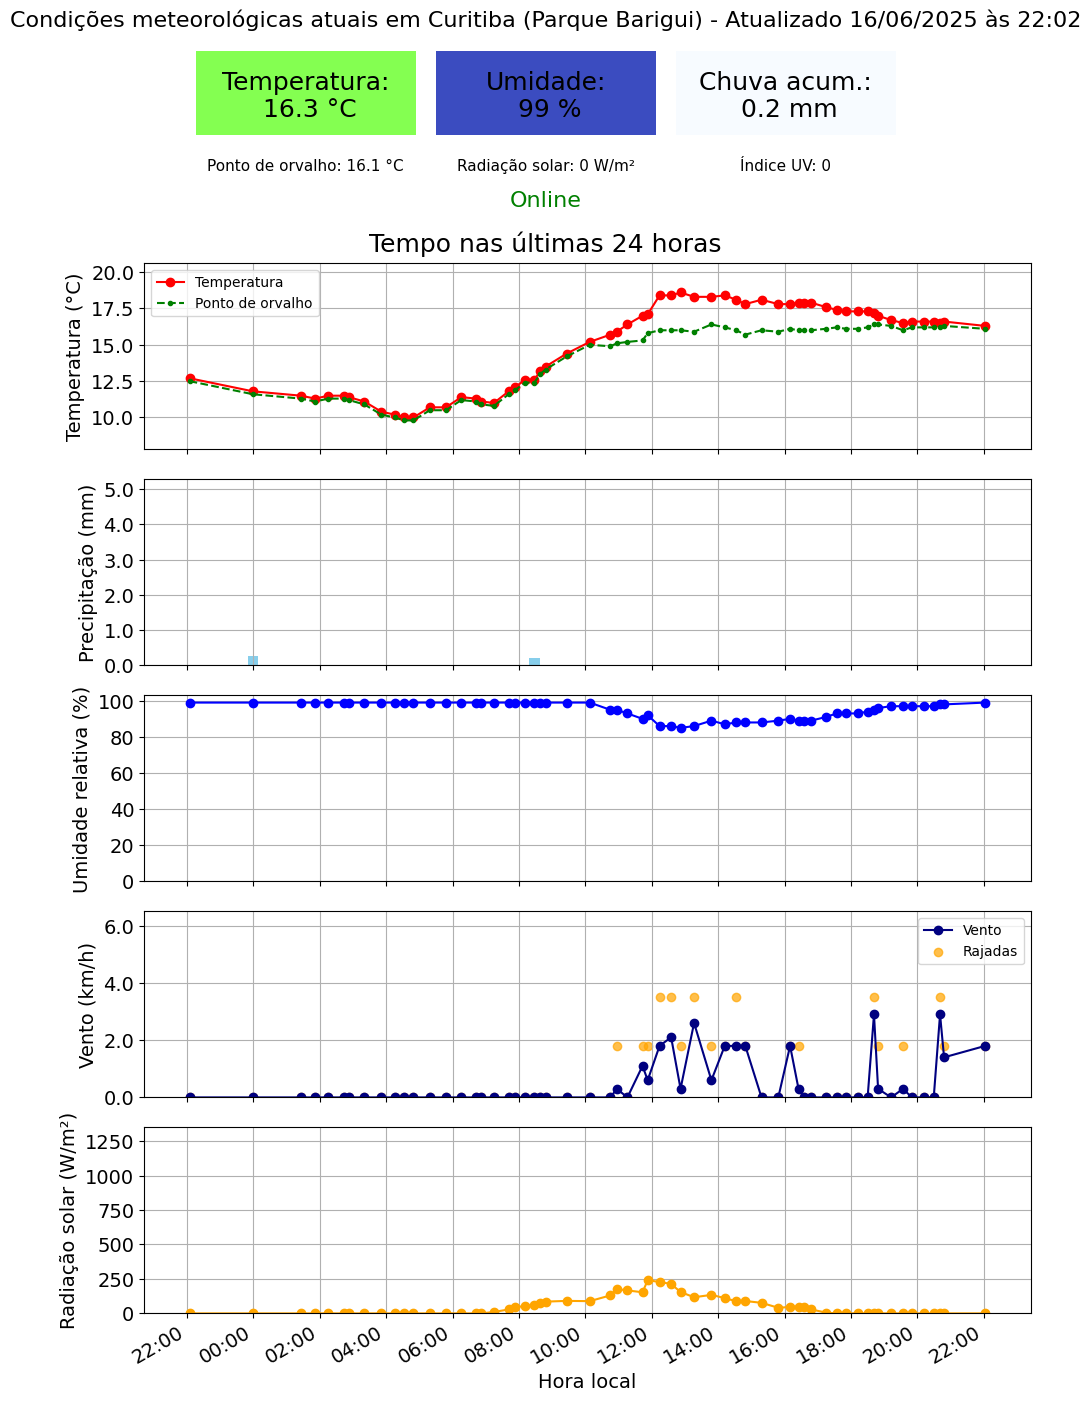 Condições meteorológicas atuais em Curitiba (Parque Barigui) - Atualizado 16/06/2025 às 22:02
Temperatura:
16.3 °C
Umidade:
99 %
Chuva acum.:
0.2 mm
Ponto de orvalho: 16.1 °C
Radiação solar: 0 W/m²
Índice UV: 0
Online
Tempo nas últimas 24 horas
Temperatura (°C)
20.0
17.5
15.0
12.5
10.0
Temperatura
Ponto de orvalho
Precipitação (mm)
5.0
4.0
3.0
2.0
1.0
0.0
Umidade relativa (%)
100
80
60
40
20
0
Vento (km/h)
6.0
4.0
2.0
0.0
Vento
Rajadas
Radiação solar (W/m²)
1250
1000
750
500
250
0
22:00
00:00
02:00
04:00
06:00
08:00
10:00
12:00
14:00
16:00
18:00
20:00
22:00
Hora local